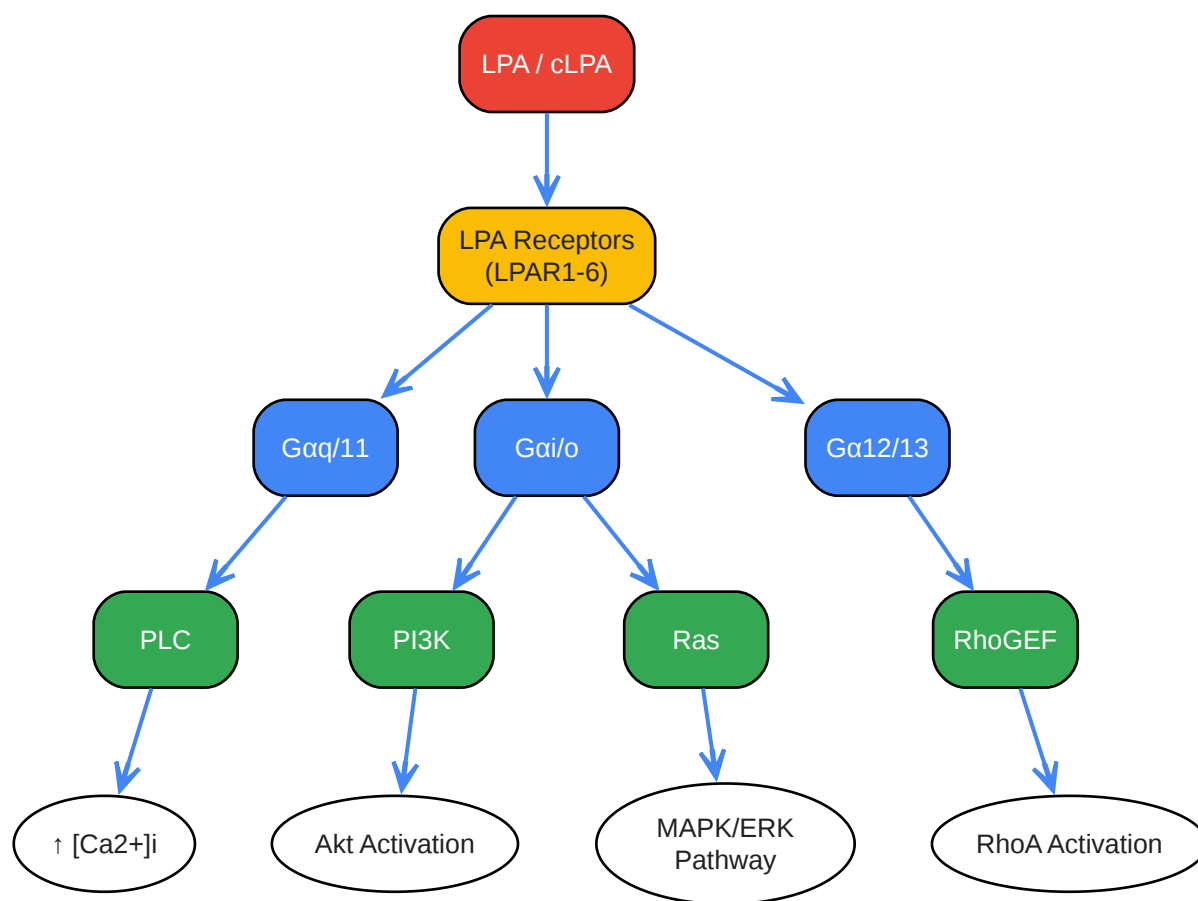 LPA / cLPA
LPA Receptors
(LPAR1-6)
Gαq/11
Gαi/o
Gα12/13
PLC
PI3K
Ras
RhoGEF
↑ [Ca2+]i
Akt Activation
MAPK/ERK
Pathway
RhoA Activation